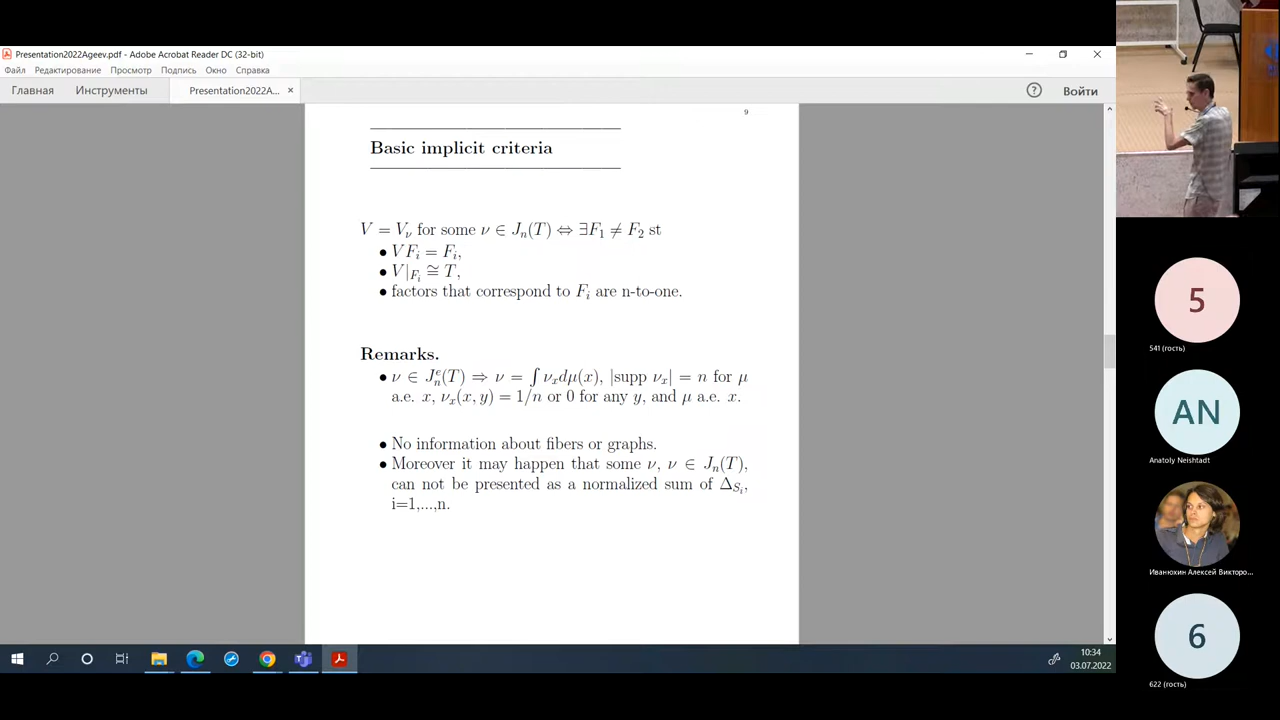 Presentation2022Ageev.pdf - Adobe Acrobat Reader DC (32-bit)
Файл Редактирование Просмотр Подпись Окно Справка
Главная Инструменты Presentation2022A... × ? Войти
9
Basic implicit criteria
V = V_ν for some ν ∈ J_n(T) ⇔ ∃F_1 ≠ F_2 st
• V F_i = F_i,
• V|_{F_i} ≅ T,
• factors that correspond to F_i are n-to-one.
Remarks.
• ν ∈ J_n^e(T) ⇒ ν = ∫ ν_x dμ(x), |supp ν_x| = n for μ
a.e. x, ν_x(x, y) = 1/n or 0 for any y, and μ a.e. x.
• No information about fibers or graphs.
• Moreover it may happen that some ν, ν ∈ J_n(T),
can not be presented as a normalized sum of Δ_{S_i},
i=1,...,n.
5
541 (гость)
AN
Anatoly Neishtadt
Иванюхин Алексей Викторо...
6
622 (гость)
10:34
03.07.2022